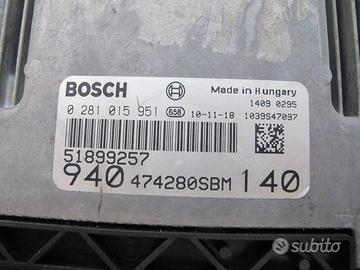 BOSCH
Made in Hungary
1409 0295
0 281 015 951 658 10-11-18 1039S47097
51899257
940 474280SBM 140
subito